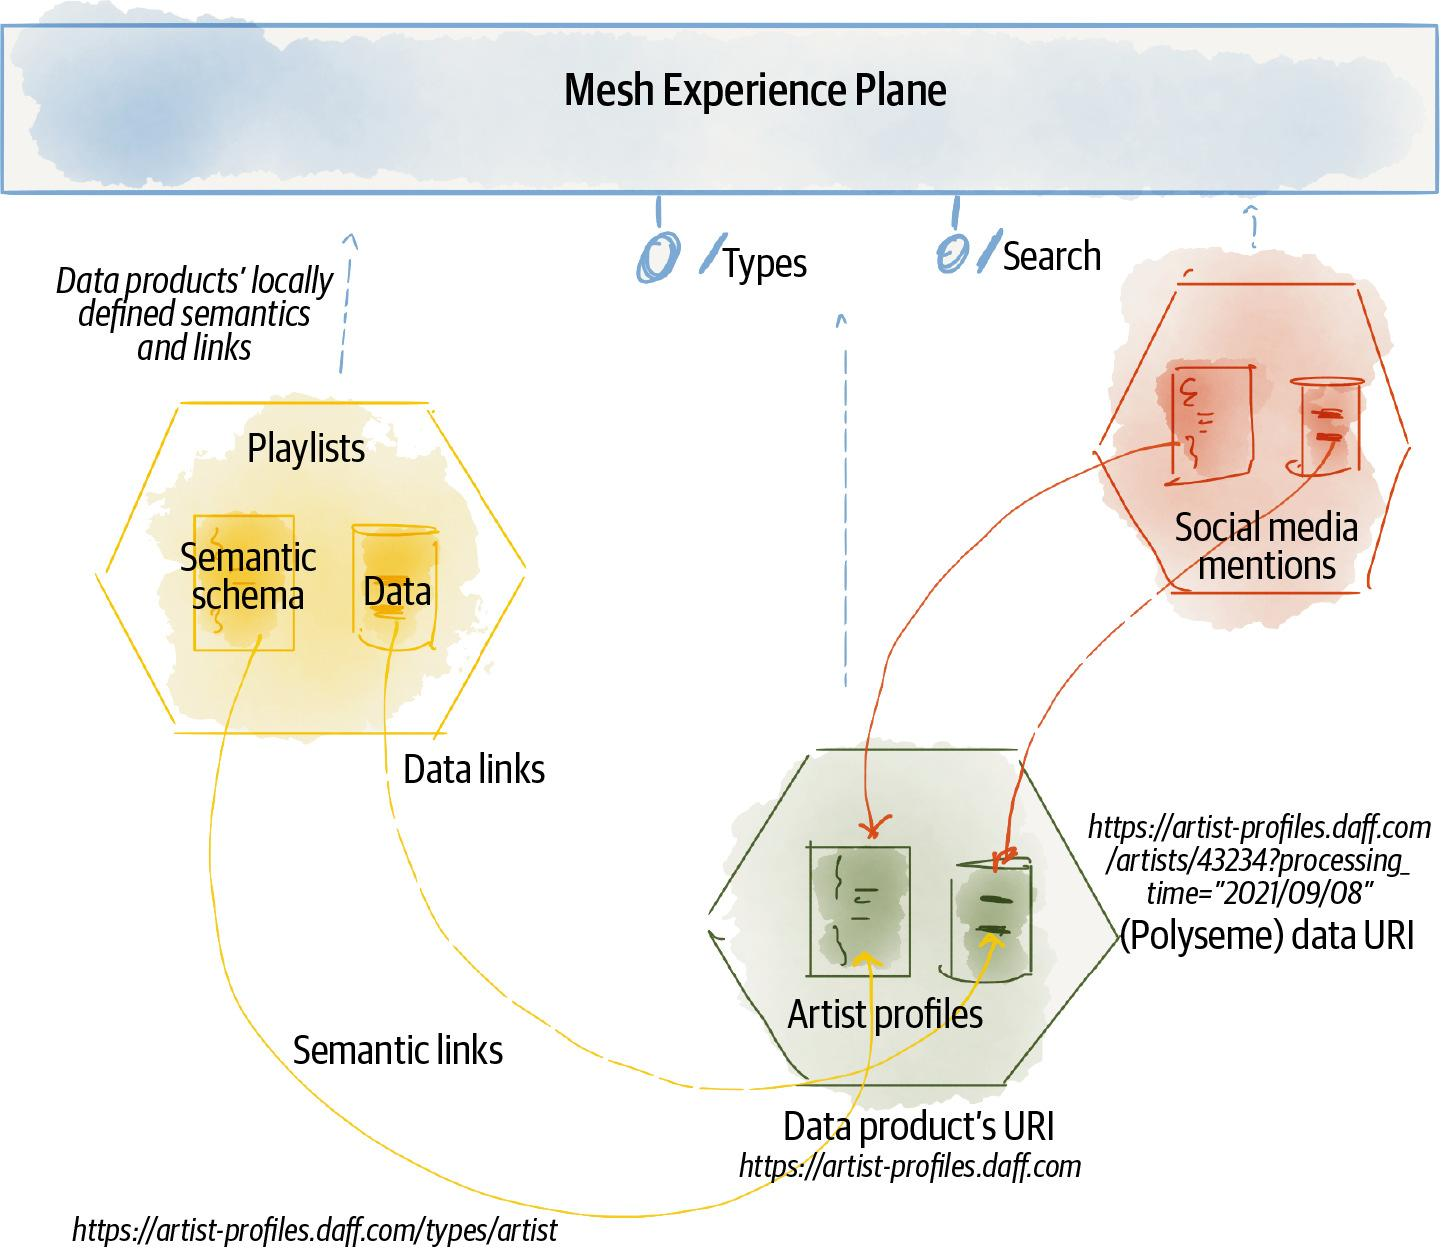 Mesh Experience Plane
/Types
/Search
Data products’ locally
defined semantics
and links
Playlists
Semantic
schema
Data
Social media
mentions
Data links
https://artist-profiles.daff.com
/artists/43234?processing_
time="2021/09/08"
(Polyseme) data URI
Artist profiles
Semantic links
Data product’s URI
https://artist-profiles.daff.com
https://artist-profiles.daff.com/types/artist